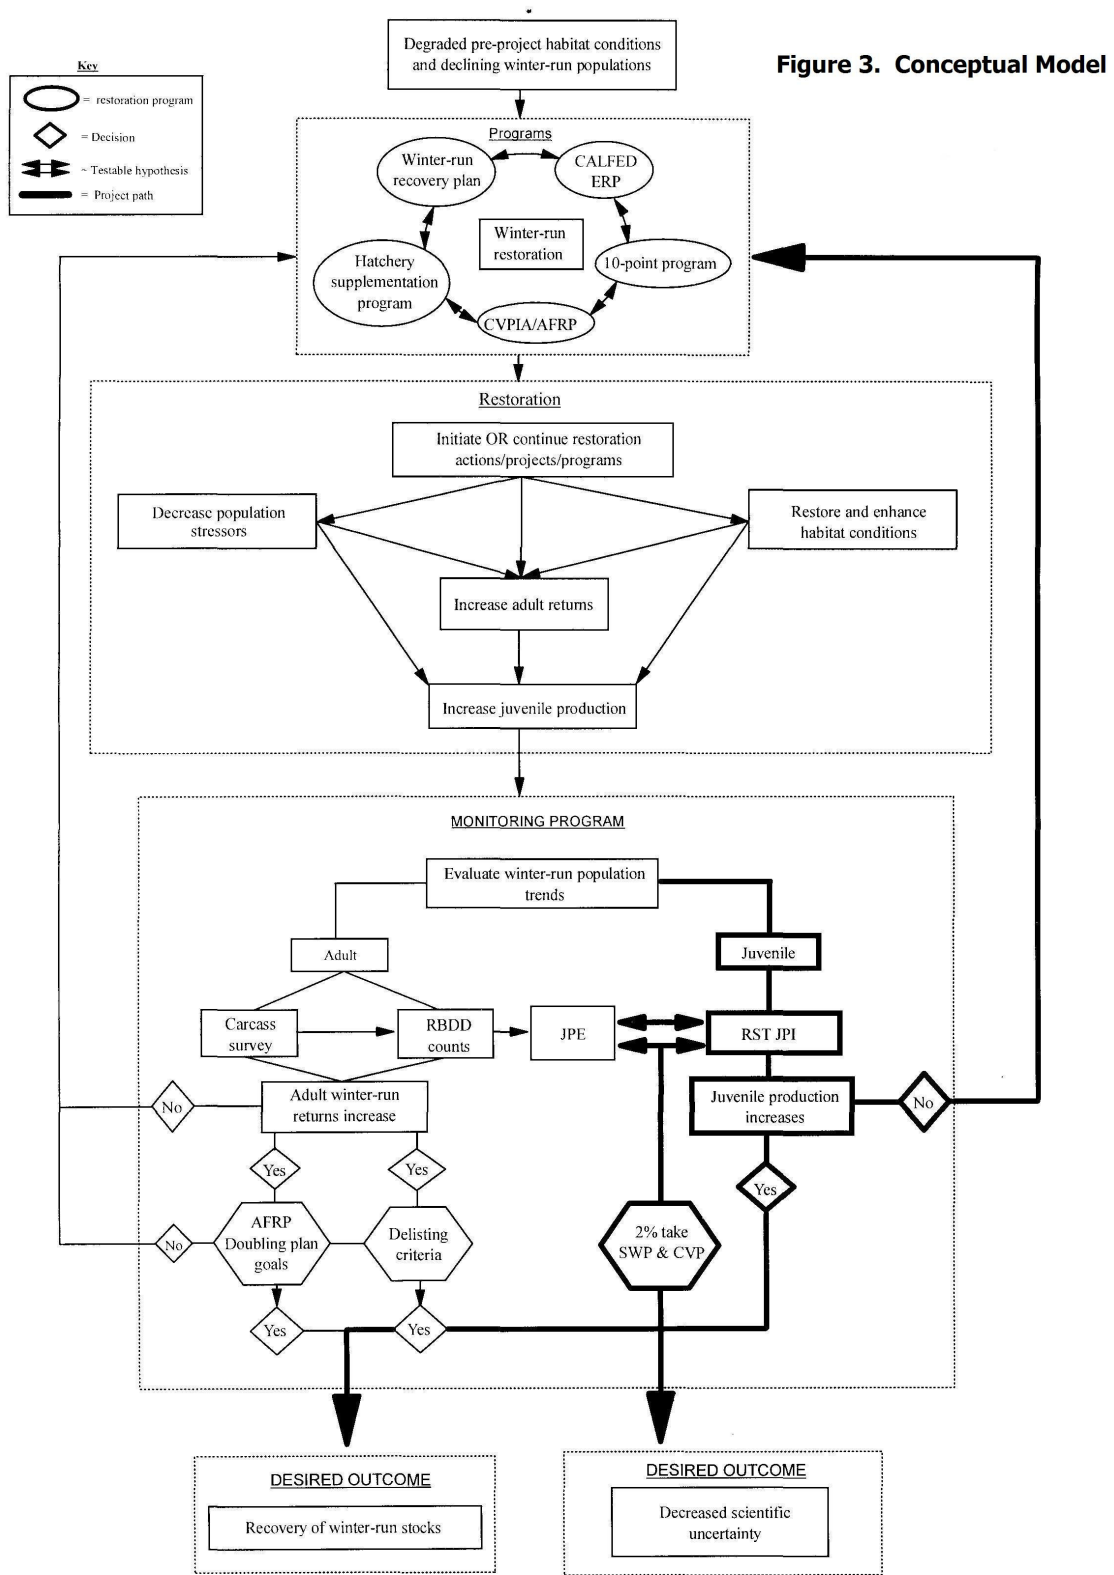 Degraded pre-project habitat conditions
and declining winter-run populations
Figure 3. Conceptual Model
Key
= restoration program
= Decision
~ Testable hypothesis
= Project path
Programs
Winter-run
recovery plan
CALFED
ERP
Winter-run
restoration
Hatchery
supplementation
program
10-point program
CVPIA/AFRP
Restoration
Initiate OR continue restoration
actions/projects/programs
Decrease population
stressors
Restore and enhance
habitat conditions
Increase adult returns
Increase juvenile production
MONITORING PROGRAM
Evaluate winter-run population
trends
Adult
Juvenile
Carcass
survey
RBDD
counts
JPE
RST JPI
No
Adult winter-run
returns increase
Juvenile production
increases
No
Yes
Yes
Yes
No
AFRP
Doubling plan
goals
Delisting
criteria
2% take
SWP & CVP
Yes
Yes
DESIRED OUTCOME
Recovery of winter-run stocks
DESIRED OUTCOME
Decreased scientific
uncertainty